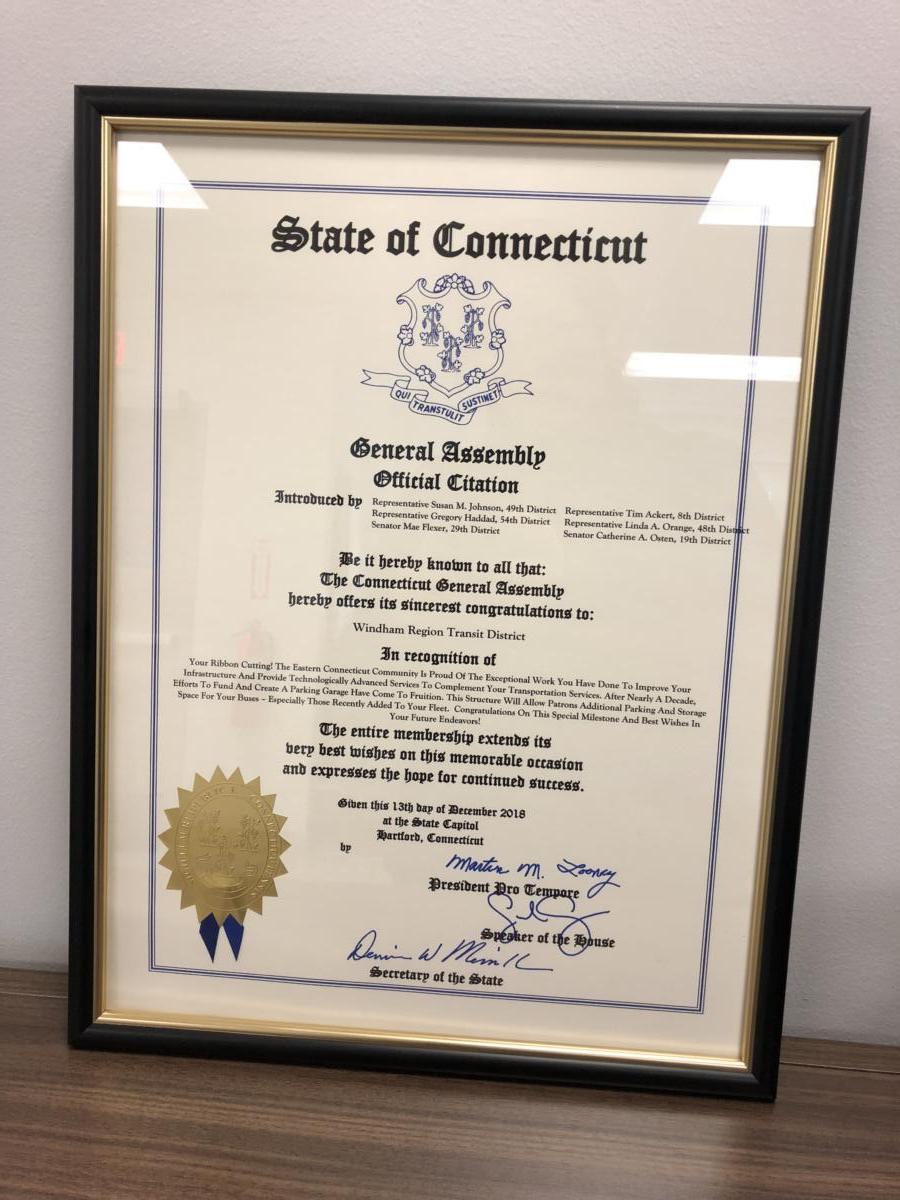 State of Connecticut
QUI TRANSTULIT SUSTINET
General Assembly
Official Citation
Introduced by
Representative Susan M. Johnson, 49th District Representative Tim Ackert, 8th District
Representative Gregory Haddad, 54th District Representative Linda A. Orange, 48th District
Senator Mae Flexer, 29th District Senator Catherine A. Osten, 19th District
Be it hereby known to all that:
The Connecticut General Assembly
hereby offers its sincerest congratulations to:
Windham Region Transit District
In recognition of
Your Ribbon Cutting! The Eastern Connecticut Community Is Proud Of The Exceptional Work You Have Done To Improve Your
Infrastructure And Provide Technologically Advanced Services To Complement Your Transportation Services. After Nearly A Decade,
Efforts To Fund And Create A Parking Garage Have Come To Fruition. This Structure Will Allow Patrons Additional Parking And Storage
Space For Your Buses – Especially Those Recently Added To Your Fleet. Congratulations On This Special Milestone And Best Wishes In
Your Future Endeavors!
The entire membership extends its
very best wishes on this memorable occasion
and expresses the hope for continued success.
Given this 13th day of December 2018
at the State Capitol
Hartford, Connecticut
by
Martin M. Looney
President Pro Tempore
Speaker of the House
Denise W Merrill
Secretary of the State